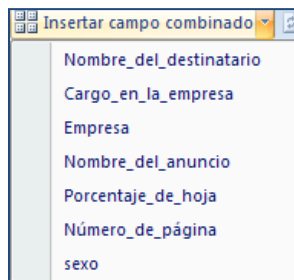 Insertar campo combinado
Nombre_del_destinatario
Cargo_en_la_empresa
Empresa
Nombre_del_anuncio
Porcentaje_de_hoja
Número_de_página
sexo